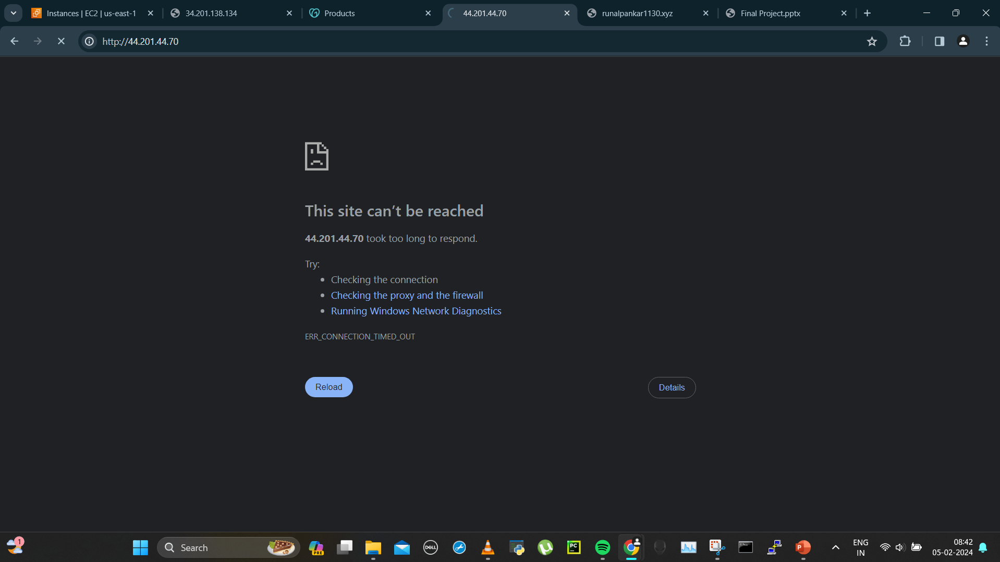 Instances | EC2 | us-east-1
34.201.138.134
Products
44.201.44.70
runalpankar1130.xyz
Final Project.pptx
http://44.201.44.70
This site can’t be reached
44.201.44.70 took too long to respond.
Try:
Checking the connection
Checking the proxy and the firewall
Running Windows Network Diagnostics
ERR_CONNECTION_TIMED_OUT
Reload
Details
1
Search
PRE
DELL
PC
P
ENG
IN
08:42
05-02-2024